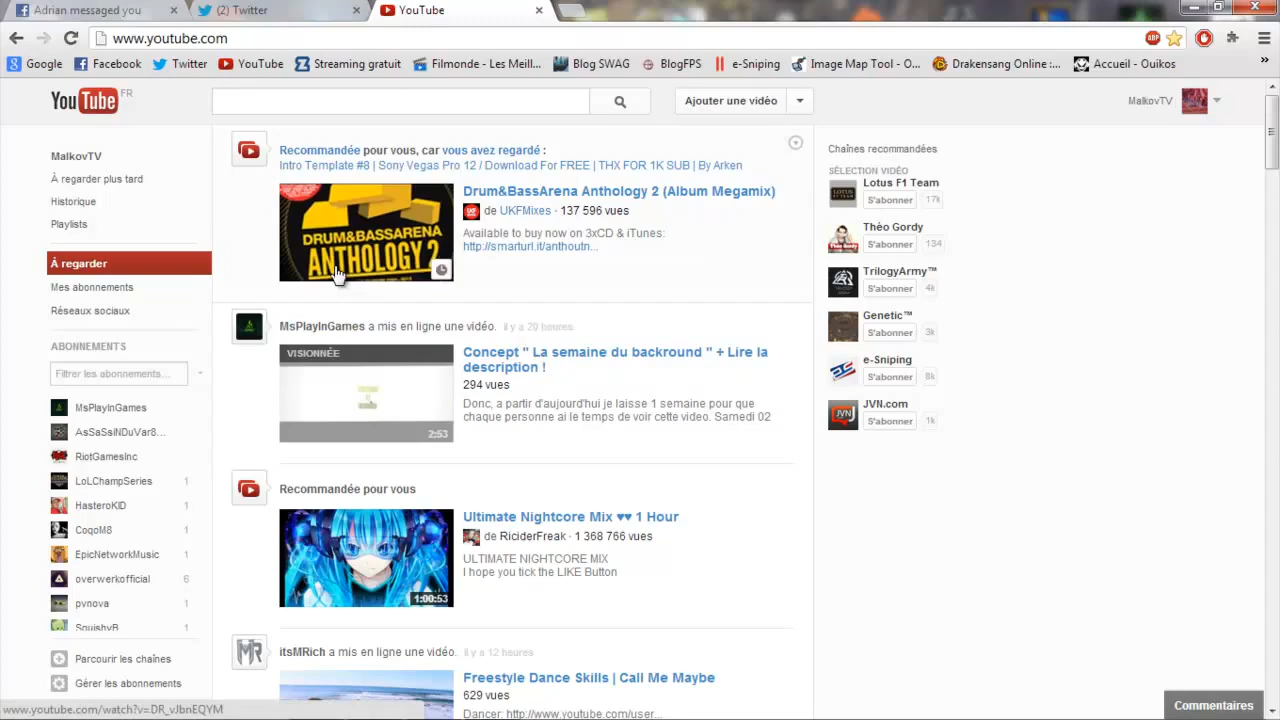 Adrian messaged you
(2) Twitter
YouTube
www.youtube.com
ABP
Google
Facebook
Twitter
YouTube
Streaming gratuit
Filmonde - Les Meill...
Blog SWAG
BlogFPS
e-Sniping
Image Map Tool - O...
Drakensang Online :...
Accueil - Ouikos
»
YouTube FR
Ajouter une vidéo
MalkovTV
MalkovTV
À regarder plus tard
Historique
Playlists
À regarder
Mes abonnements
Réseaux sociaux
ABONNEMENTS
Filtrer les abonnements...
MsPlayInGames
AsSaSsiNDuVar8...
RiotGamesInc
LoLChampSeries 1
HasteroKID 1
CoqoM8 1
EpicNetworkMusic 1
overwerkofficial 6
pvnova 1
SquishyB 1
Parcourir les chaînes
Gérer les abonnements
www.youtube.com/watch?v=DR_vJbnEQYM
Recommandée pour vous, car vous avez regardé :
Intro Template #8 | Sony Vegas Pro 12 / Download For FREE | THX FOR 1K SUB | By Arken
DRUM&BASSARENA
ANTHOLOGY 2
Drum&BassArena Anthology 2 (Album Megamix)
de UKFMixes · 137 596 vues
Available to buy now on 3xCD & iTunes:
http://smarturl.it/anthoutn...
MsPlayInGames a mis en ligne une vidéo. il y a 20 heures
VISIONNÉE
2:53
Concept " La semaine du backround " + Lire la
description !
294 vues
Donc, a partir d'aujourd'hui je laisse 1 semaine pour que
chaque personne ai le temps de voir cette video. Samedi 02
Recommandée pour vous
1:00:53
Ultimate Nightcore Mix ♥♥ 1 Hour
de RiciderFreak · 1 368 766 vues
ULTIMATE NIGHTCORE MIX
I hope you tick the LIKE Button
MR
itsMRich a mis en ligne une vidéo. il y a 12 heures
Freestyle Dance Skills | Call Me Maybe
629 vues
Dancer: http://www.youtube.com/user...
Chaînes recommandées
SÉLECTION VIDÉO
Lotus F1 Team
S'abonner 17k
Théo Gordy
S'abonner 134
TrilogyArmy™
S'abonner 4k
Genetic™
S'abonner 3k
e-Sniping
S'abonner 8k
JVN
JVN.com
S'abonner 1k
Commentaires